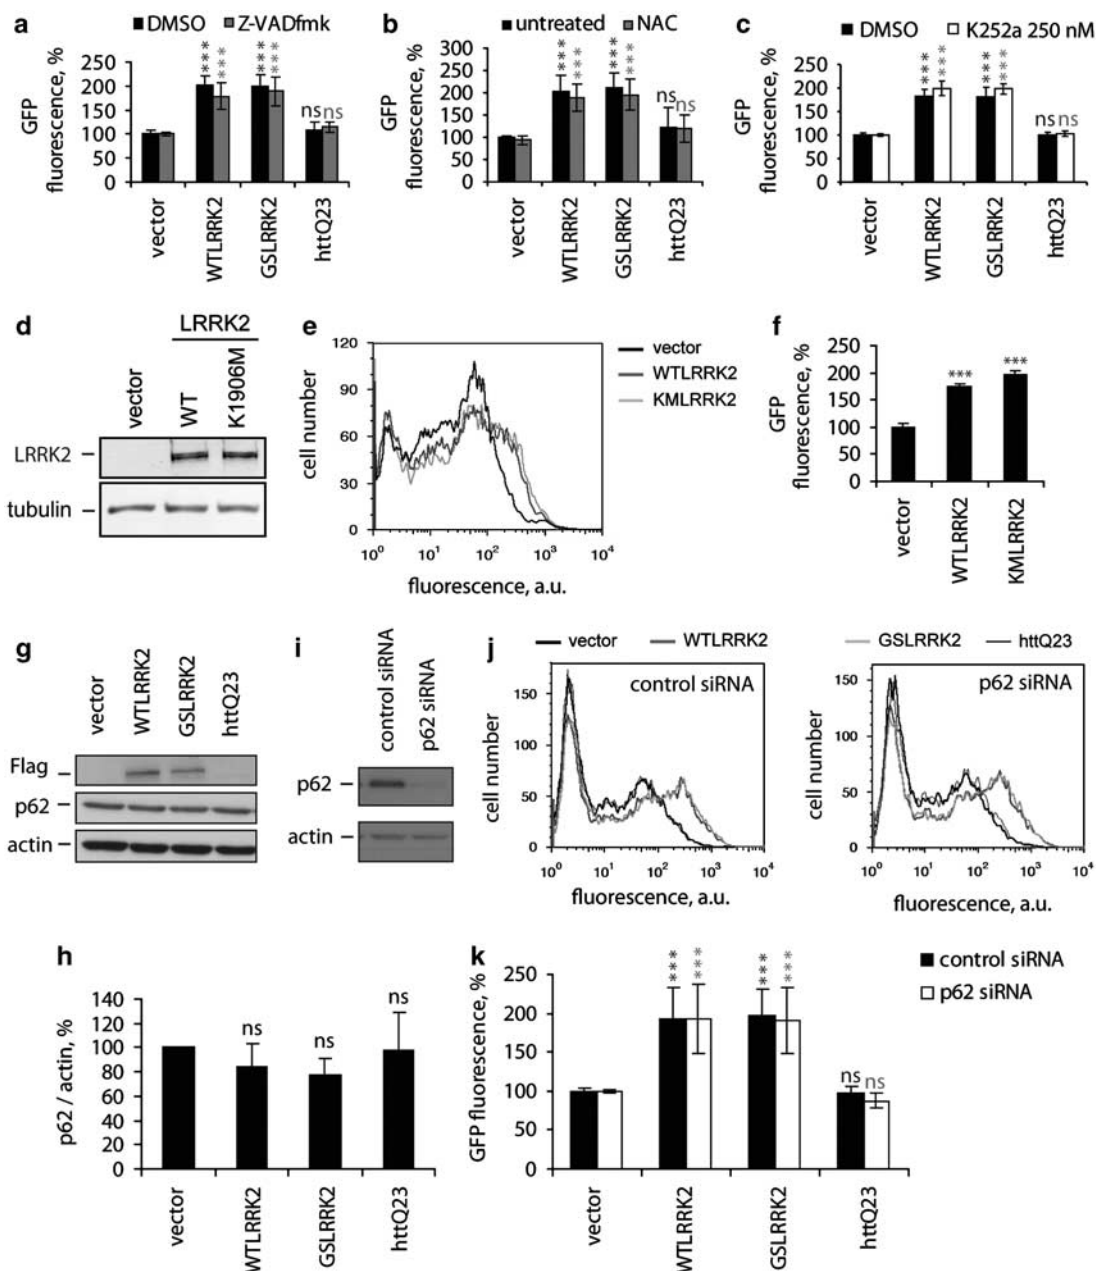 a
DMSO Z-VADfmk
GFP
fluorescence, %
250
200
150
100
50
0
*** *** *** *** ns ns
vector
WTLRRK2
GSLRRK2
httQ23
b
untreated NAC
GFP
fluorescence, %
300
250
200
150
100
50
0
*** *** *** *** ns ns
vector
WTLRRK2
GSLRRK2
httQ23
c
DMSO K252a 250 nM
GFP
fluorescence, %
250
200
150
100
50
0
*** *** *** *** ns ns
vector
WTLRRK2
GSLRRK2
httQ23
d
LRRK2
vector
WT
K1906M
LRRK2
tubulin
e
cell number
120
90
60
30
0
10⁰ 10¹ 10² 10³ 10⁴
fluorescence, a.u.
vector
WTLRRK2
KMLRRK2
f
GFP
fluorescence, %
250
200
150
100
50
0
*** ***
vector
WTLRRK2
KMLRRK2
g
vector
WTLRRK2
GSLRRK2
httQ23
Flag
p62
actin
i
control siRNA
p62 siRNA
p62
actin
j
vector WTLRRK2 GSLRRK2 httQ23
control siRNA
cell number
150
100
50
0
10⁰ 10¹ 10² 10³ 10⁴
fluorescence, a.u.
p62 siRNA
cell number
150
100
50
0
10⁰ 10¹ 10² 10³ 10⁴
fluorescence, a.u.
h
p62 / actin, %
140
120
100
80
60
40
20
0
ns ns ns
vector
WTLRRK2
GSLRRK2
httQ23
k
control siRNA
p62 siRNA
GFP fluorescence, %
250
200
150
100
50
0
*** *** *** *** ns ns
vector
WTLRRK2
GSLRRK2
httQ23